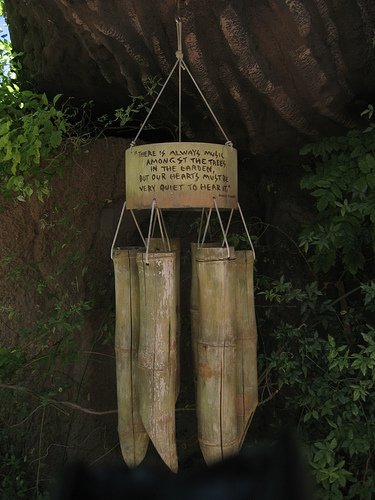 "THERE IS ALWAYS MUSIC
AMONGST THE TREES
IN THE GARDEN,
BUT OUR HEARTS MUST BE
VERY QUIET TO HEAR IT."